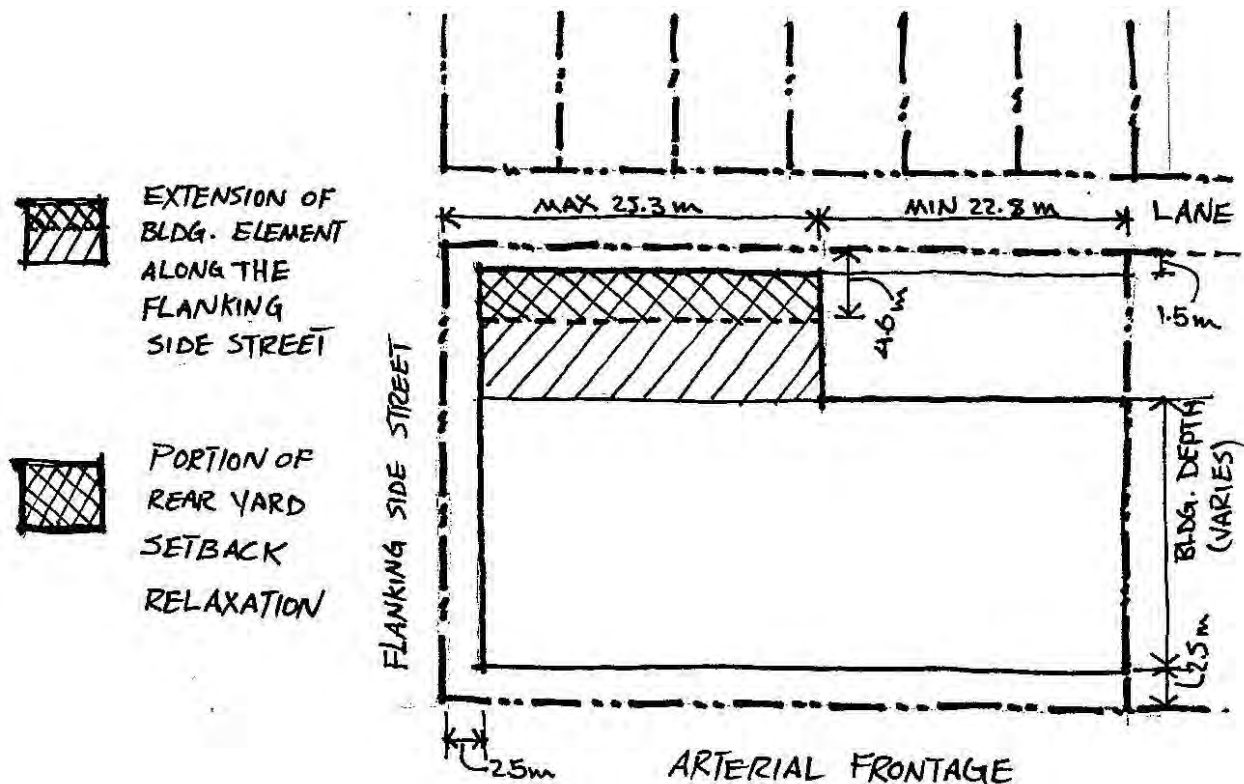 EXTENSION OF
BLDG. ELEMENT
ALONG THE
FLANKING
SIDE STREET
PORTION OF
REAR YARD
SETBACK
RELAXATION
MAX 25.3 m
MIN 22.8 m
LANE
4.6 m
1.5m
FLANKING SIDE STREET
BLDG. DEPTH
(VARIES)
2.5m
2.5m
ARTERIAL FRONTAGE